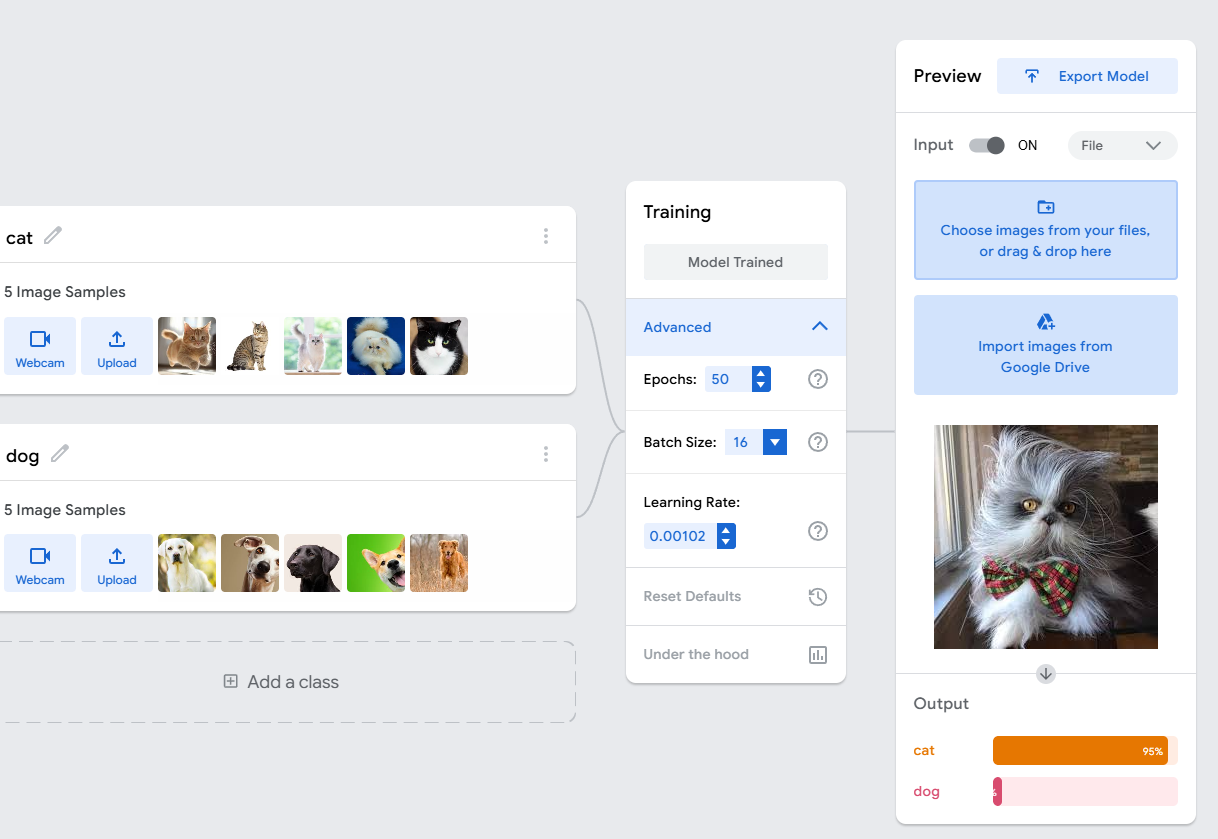 cat
5 Image Samples
Webcam
Upload
dog
5 Image Samples
Webcam
Upload
Add a class
Training
Model Trained
Advanced
Epochs: 50
Batch Size: 16
Learning Rate:
0.00102
Reset Defaults
Under the hood
Preview
Export Model
Input ON File
Choose images from your files,
or drag & drop here
Import images from
Google Drive
Output
cat 95%
dog